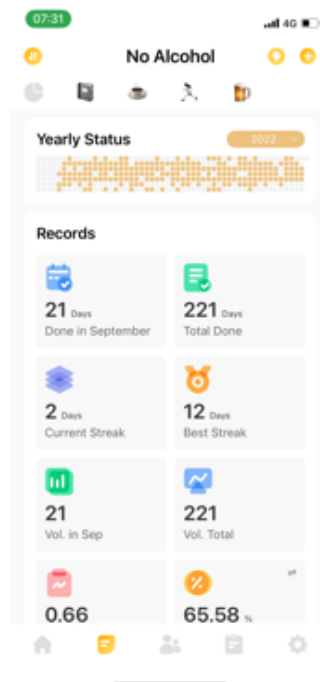 07:31
4G
No Alcohol
Yearly Status
2022
Records
21 Days
Done in September
221 Days
Total Done
2 Days
Current Streak
12 Days
Best Streak
21
Vol. in Sep
221
Vol. Total
0.66
65.58 %